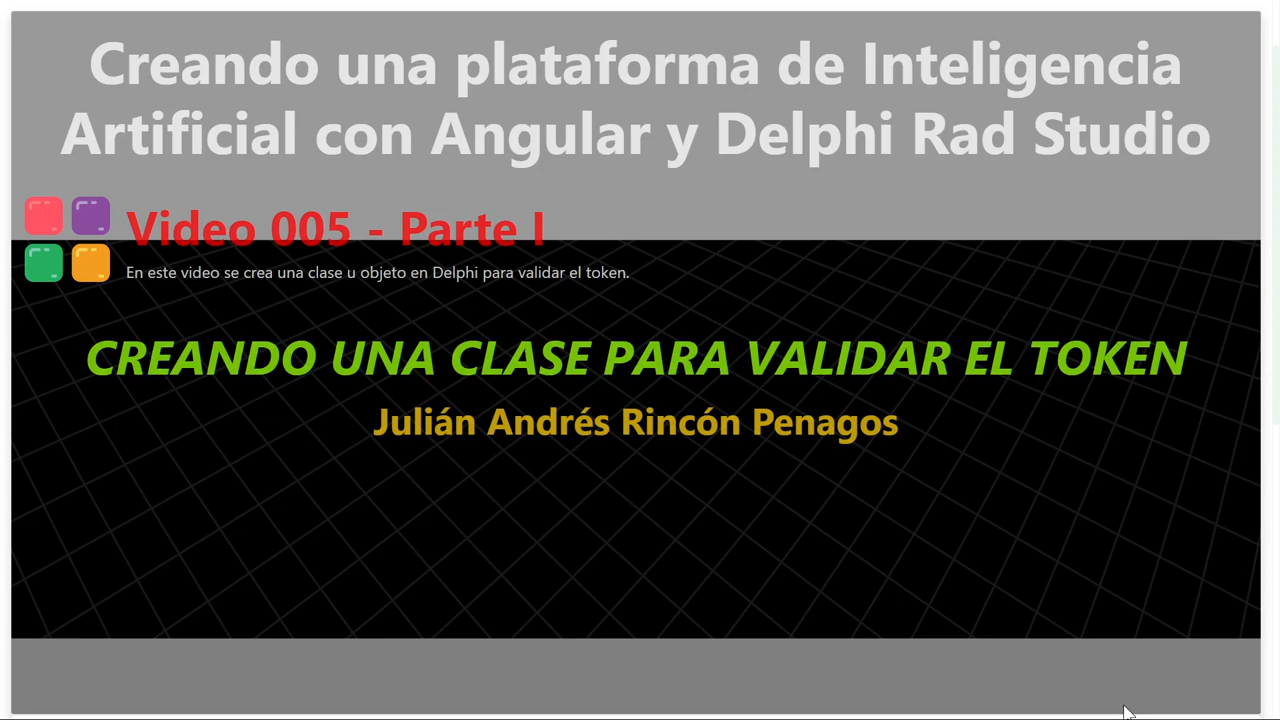 Creando una plataforma de Inteligencia
Artificial con Angular y Delphi Rad Studio
Video 005 - Parte I
En este video se crea una clase u objeto en Delphi para validar el token.
CREANDO UNA CLASE PARA VALIDAR EL TOKEN
Julián Andrés Rincón Penagos